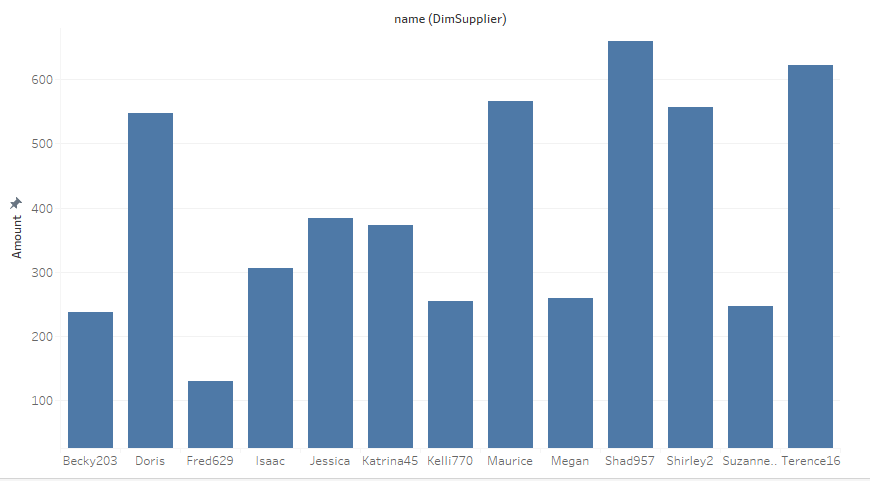 name (DimSupplier)
600
500
400
300
200
100
Amount
Becky203 Doris Fred629 Isaac Jessica Katrina45 Kelli770 Maurice Megan Shad957 Shirley2 Suzanne.. Terence16